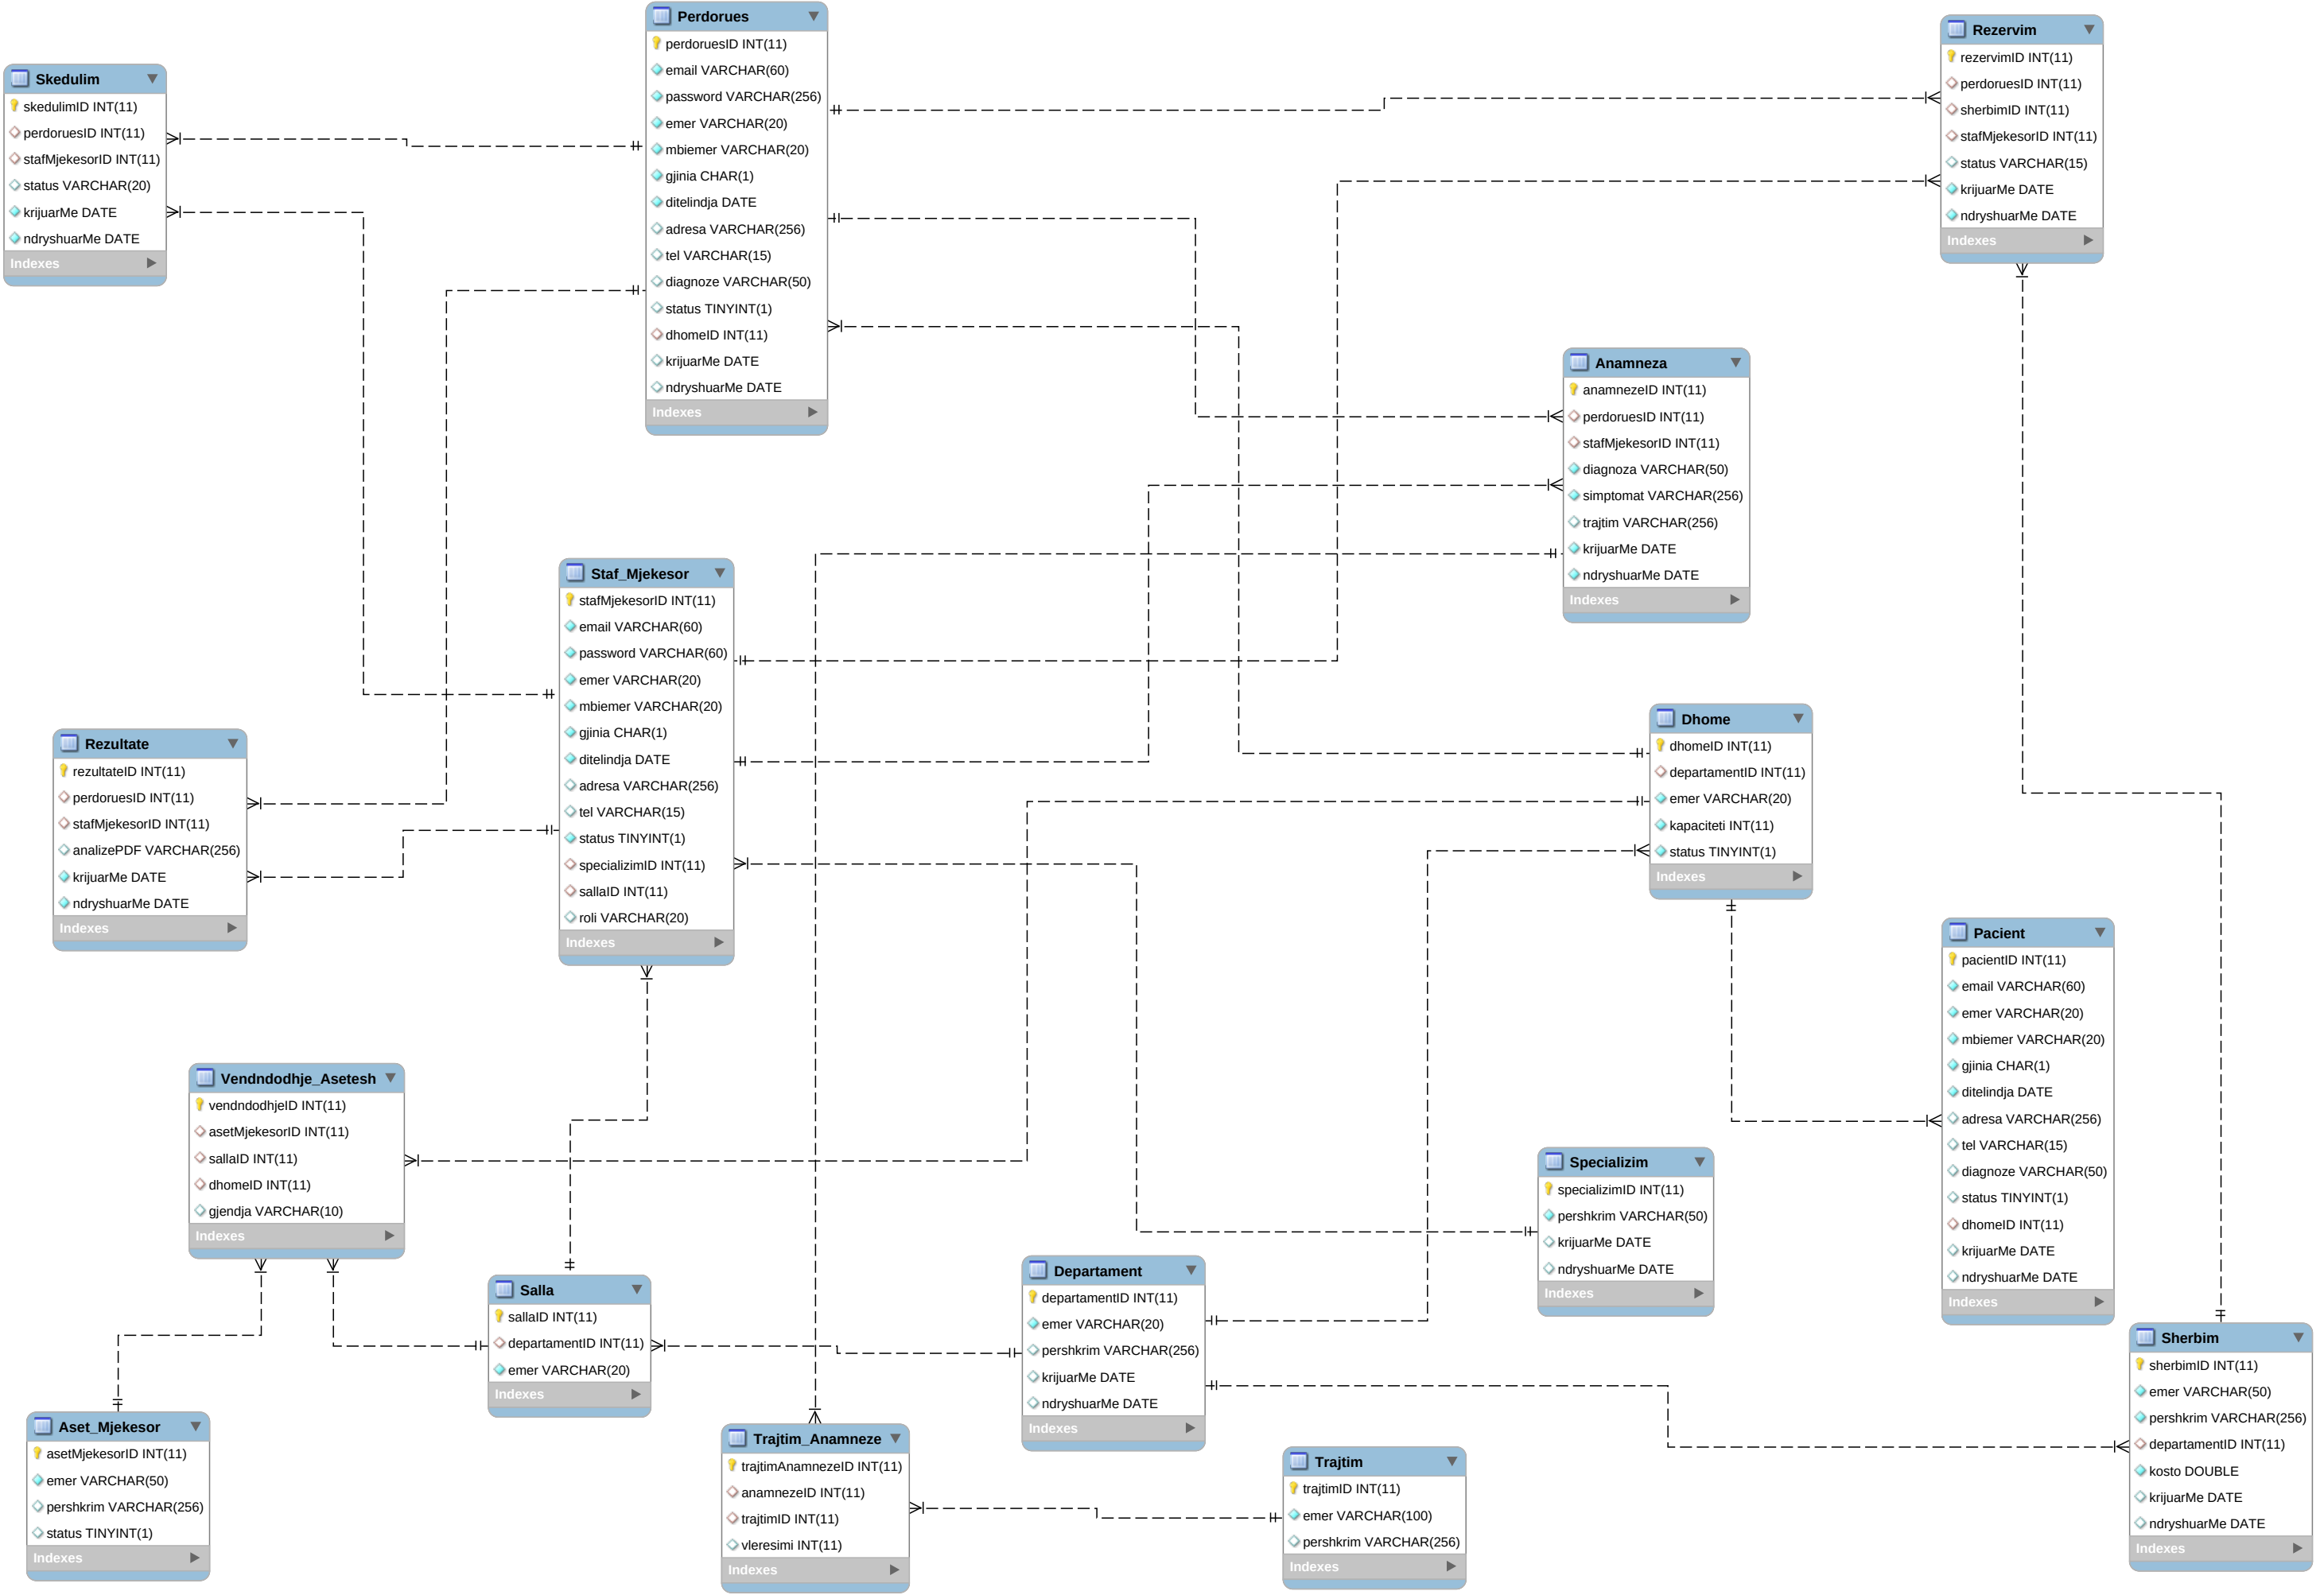 Perdorues
perdoruesID INT(11)
email VARCHAR(60)
password VARCHAR(256)
emer VARCHAR(20)
mbiemer VARCHAR(20)
gjinia CHAR(1)
ditelindja DATE
adresa VARCHAR(256)
tel VARCHAR(15)
diagnoze VARCHAR(50)
status TINYINT(1)
dhomeID INT(11)
krijuarMe DATE
ndryshuarMe DATE
Indexes
Rezervim
rezervimID INT(11)
perdoruesID INT(11)
sherbimID INT(11)
stafMjekesorID INT(11)
status VARCHAR(15)
krijuarMe DATE
ndryshuarMe DATE
Indexes
Skedulim
skedulimID INT(11)
perdoruesID INT(11)
stafMjekesorID INT(11)
status VARCHAR(20)
krijuarMe DATE
ndryshuarMe DATE
Indexes
Anamneza
anamnezeID INT(11)
perdoruesID INT(11)
stafMjekesorID INT(11)
diagnoza VARCHAR(50)
simptomat VARCHAR(256)
trajtim VARCHAR(256)
krijuarMe DATE
ndryshuarMe DATE
Indexes
Staf_Mjekesor
stafMjekesorID INT(11)
email VARCHAR(60)
password VARCHAR(60)
emer VARCHAR(20)
mbiemer VARCHAR(20)
gjinia CHAR(1)
ditelindja DATE
adresa VARCHAR(256)
tel VARCHAR(15)
status TINYINT(1)
specializimID INT(11)
sallaID INT(11)
roli VARCHAR(20)
Indexes
Dhome
dhomeID INT(11)
departamentID INT(11)
emer VARCHAR(20)
kapaciteti INT(11)
status TINYINT(1)
Indexes
Rezultate
rezultateID INT(11)
perdoruesID INT(11)
stafMjekesorID INT(11)
analizePDF VARCHAR(256)
krijuarMe DATE
ndryshuarMe DATE
Indexes
Pacient
pacientID INT(11)
email VARCHAR(60)
emer VARCHAR(20)
mbiemer VARCHAR(20)
gjinia CHAR(1)
ditelindja DATE
adresa VARCHAR(256)
tel VARCHAR(15)
diagnoze VARCHAR(50)
status TINYINT(1)
dhomeID INT(11)
krijuarMe DATE
ndryshuarMe DATE
Indexes
Vendndodhje_Asetesh
vendndodhjeID INT(11)
asetMjekesorID INT(11)
sallaID INT(11)
dhomeID INT(11)
gjendja VARCHAR(10)
Indexes
Specializim
specializimID INT(11)
pershkrim VARCHAR(50)
krijuarMe DATE
ndryshuarMe DATE
Indexes
Departament
departamentID INT(11)
emer VARCHAR(20)
pershkrim VARCHAR(256)
krijuarMe DATE
ndryshuarMe DATE
Indexes
Salla
sallaID INT(11)
departamentID INT(11)
emer VARCHAR(20)
Indexes
Sherbim
sherbimID INT(11)
emer VARCHAR(50)
pershkrim VARCHAR(256)
departamentID INT(11)
kosto DOUBLE
krijuarMe DATE
ndryshuarMe DATE
Indexes
Aset_Mjekesor
asetMjekesorID INT(11)
emer VARCHAR(50)
pershkrim VARCHAR(256)
status TINYINT(1)
Indexes
Trajtim_Anamneze
trajtimAnamnezeID INT(11)
anamnezeID INT(11)
trajtimID INT(11)
vleresimi INT(11)
Indexes
Trajtim
trajtimID INT(11)
emer VARCHAR(100)
pershkrim VARCHAR(256)
Indexes